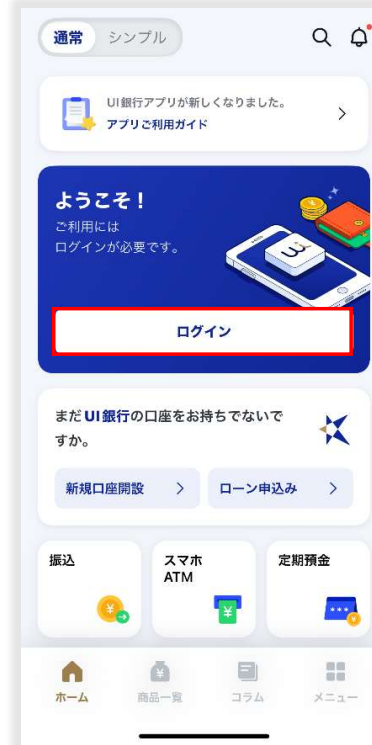 通常 シンプル
UI銀行アプリが新しくなりました。
アプリご利用ガイド
ようこそ！
ご利用には
ログインが必要です。
ui
ログイン
まだUI銀行の口座をお持ちでないで
すか。
新規口座開設 ローン申込み
振込 スマホ 定期預金
ATM
¥ ¥
¥
ホーム 商品一覧 コラム メニュー